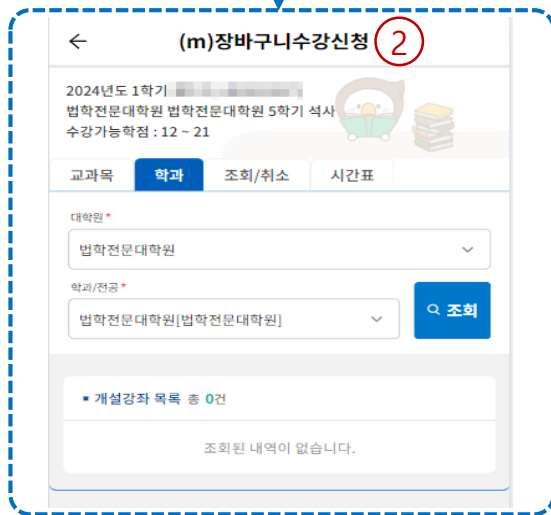 (m)장바구니수강신청 2
2024년도 1학기
법학전문대학원 법학전문대학원 5학기 석사
수강가능학점 : 12 ~ 21
교과목 학과 조회/취소 시간표
대학원 *
법학전문대학원
학과/전공 *
법학전문대학원[법학전문대학원]
조회
▪ 개설강좌 목록 총 0건
조회된 내역이 없습니다.